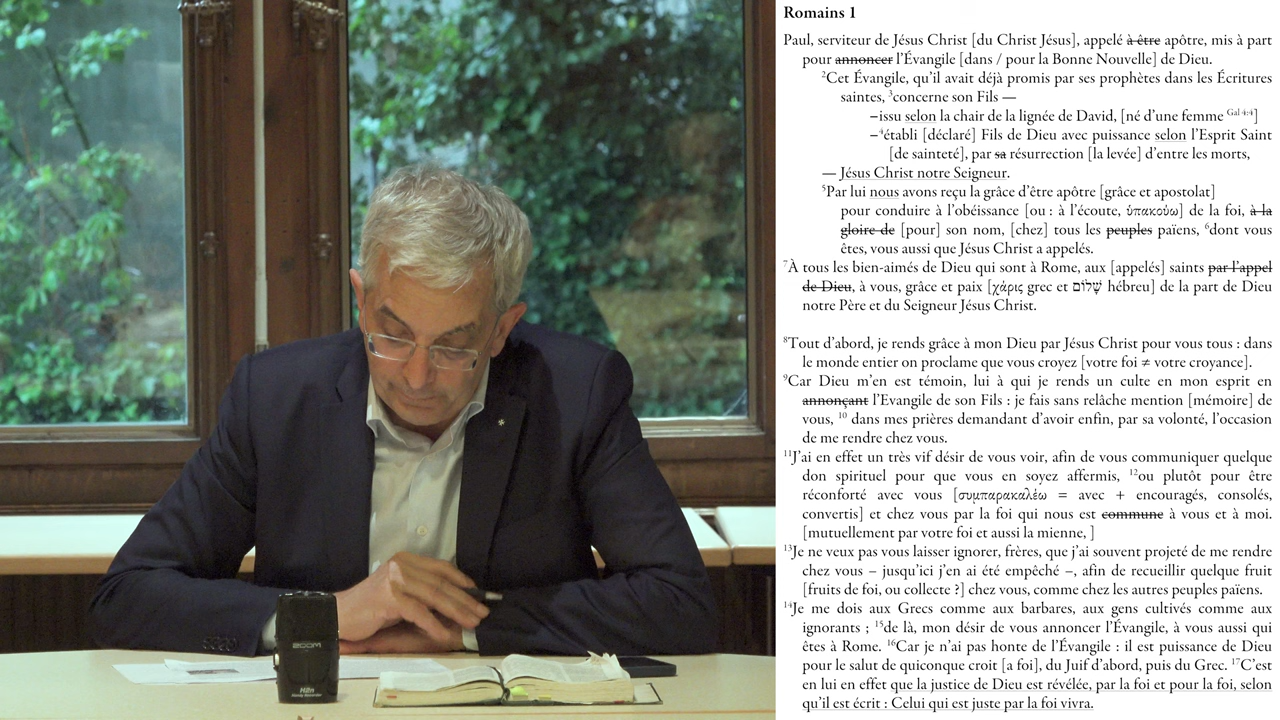 Romains 1
Paul, serviteur de Jésus Christ [du Christ Jésus], appelé à être apôtre, mis à part
pour annoncer l'Évangile [dans / pour la Bonne Nouvelle] de Dieu.
²Cet Évangile, qu'il avait déjà promis par ses prophètes dans les Écritures
saintes, ³concerne son Fils —
–issu selon la chair de la lignée de David, [né d'une femme Gal 4:4]
–⁴établi [déclaré] Fils de Dieu avec puissance selon l'Esprit Saint
[de sainteté], par sa résurrection [la levée] d'entre les morts,
— Jésus Christ notre Seigneur.
⁵Par lui nous avons reçu la grâce d'être apôtre [grâce et apostolat]
pour conduire à l'obéissance [ou : à l'écoute, ὑπακούω] de la foi, à la
gloire de [pour] son nom, [chez] tous les peuples païens, ⁶dont vous
êtes, vous aussi que Jésus Christ a appelés.
⁷À tous les bien-aimés de Dieu qui sont à Rome, aux [appelés] saints par l'appel
de Dieu, à vous, grâce et paix [χάρις grec et שָׁלוֹם hébreu] de la part de Dieu
notre Père et du Seigneur Jésus Christ.
⁸Tout d'abord, je rends grâce à mon Dieu par Jésus Christ pour vous tous : dans
le monde entier on proclame que vous croyez [votre foi ≠ votre croyance].
⁹Car Dieu m'en est témoin, lui à qui je rends un culte en mon esprit en
annonçant l'Evangile de son Fils : je fais sans relâche mention [mémoire] de
vous, ¹⁰ dans mes prières demandant d'avoir enfin, par sa volonté, l'occasion
de me rendre chez vous.
¹¹J'ai en effet un très vif désir de vous voir, afin de vous communiquer quelque
don spirituel pour que vous en soyez affermis, ¹²ou plutôt pour être
réconforté avec vous [συμπαρακαλέω = avec + encouragés, consolés,
convertis] et chez vous par la foi qui nous est commune à vous et à moi.
[mutuellement par votre foi et aussi la mienne, ]
¹³Je ne veux pas vous laisser ignorer, frères, que j'ai souvent projeté de me rendre
chez vous – jusqu'ici j'en ai été empêché –, afin de recueillir quelque fruit
[fruits de foi, ou collecte ?] chez vous, comme chez les autres peuples païens.
¹⁴Je me dois aux Grecs comme aux barbares, aux gens cultivés comme aux
ignorants ; ¹⁵de là, mon désir de vous annoncer l'Évangile, à vous aussi qui
êtes à Rome. ¹⁶Car je n'ai pas honte de l'Évangile : il est puissance de Dieu
pour le salut de quiconque croit [a foi], du Juif d'abord, puis du Grec. ¹⁷C'est
en lui en effet que la justice de Dieu est révélée, par la foi et pour la foi, selon
qu'il est écrit : Celui qui est juste par la foi vivra.
ZOOM
H2n
Handy Recorder